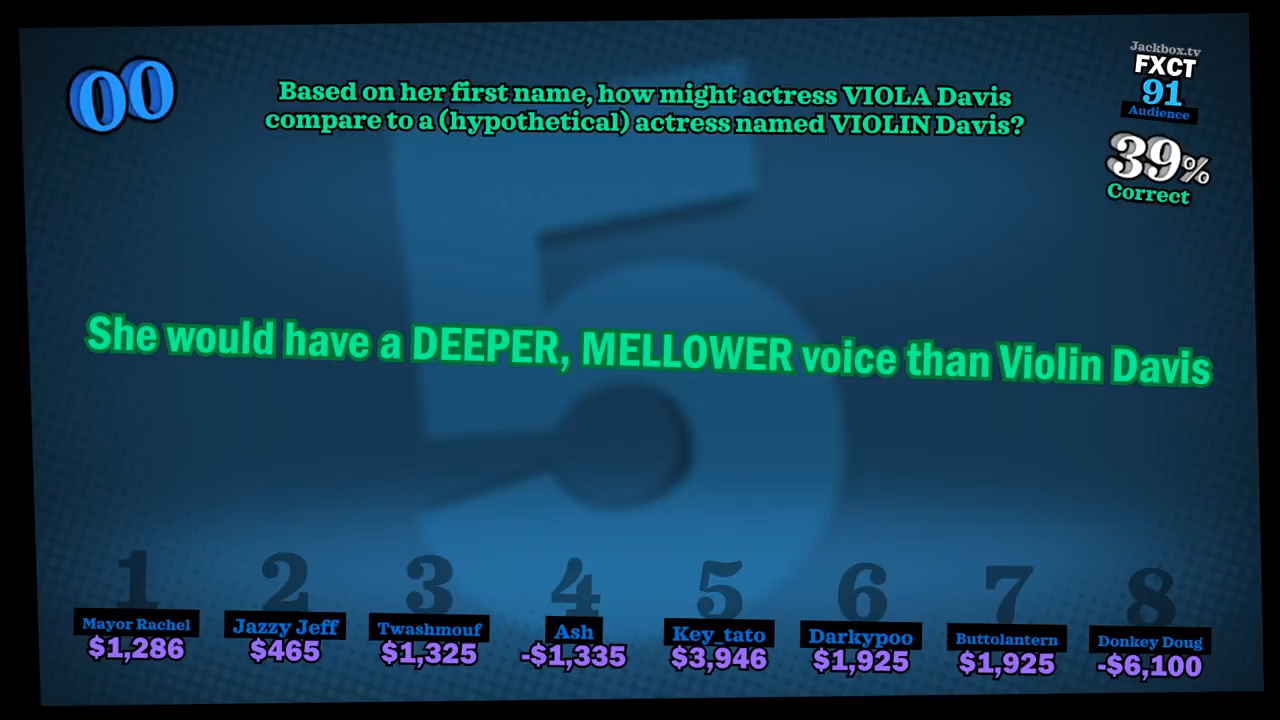 00
Based on her first name, how might actress VIOLA Davis
compare to a (hypothetical) actress named VIOLIN Davis?
Jackbox.tv
FXCT
91
Audience
39%
Correct
5
She would have a DEEPER, MELLOWER voice than Violin Davis
1 2 3 4 5 6 7 8
Mayor Rachel Jazzy Jeff Twashmouf Ash Key_tato Darkypoo Buttolantern Donkey Doug
$1,286 $465 $1,325 -$1,335 $3,946 $1,925 $1,925 -$6,100